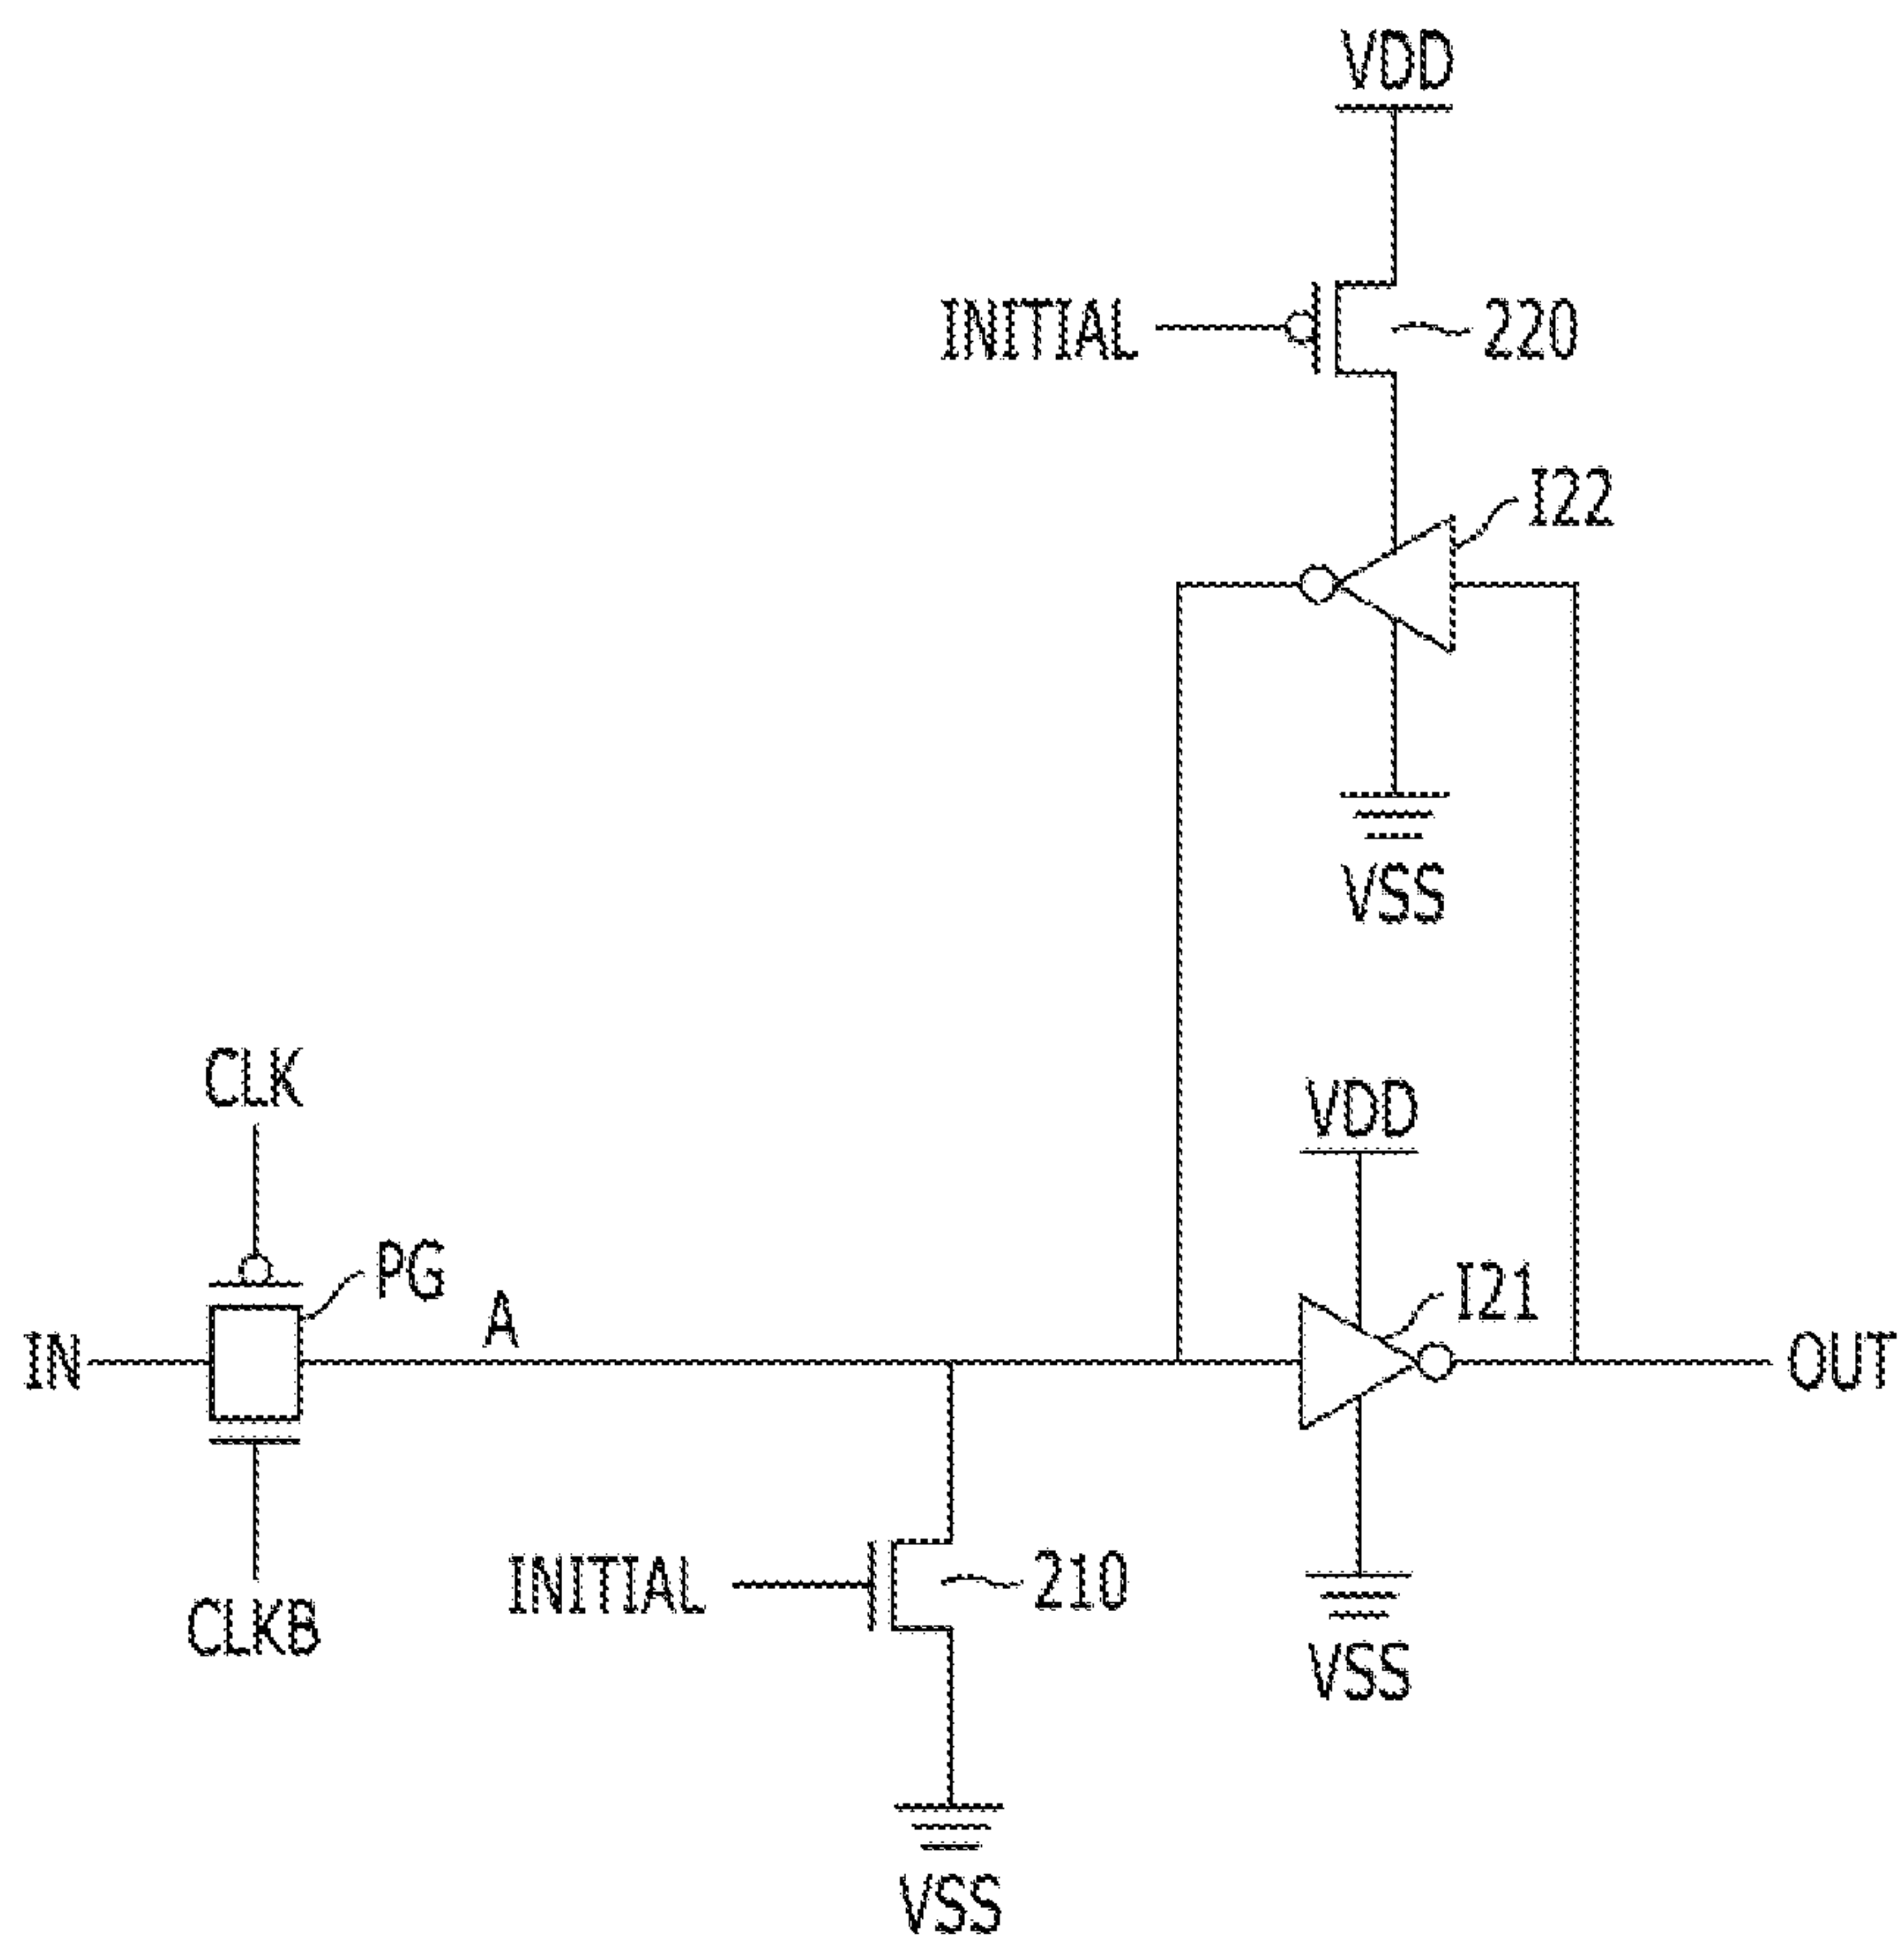 VDD
INITIAL
220
I22
VSS
CLK
VDD
PG
A
I21
IN
OUT
INITIAL
210
CLKB
VSS
VSS